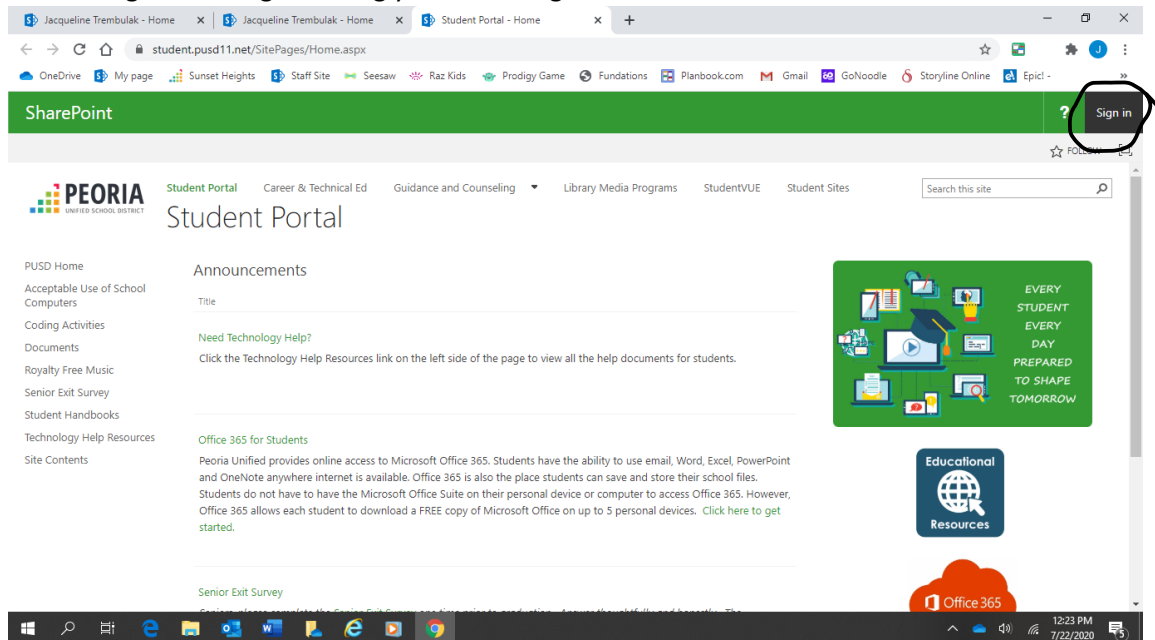 Jacqueline Trembulak - Home
Jacqueline Trembulak - Home
Student Portal - Home
student.pusd11.net/SitePages/Home.aspx
J
OneDrive My page Sunset Heights Staff Site Seesaw Raz Kids Prodigy Game Fundations Planbook.com Gmail GoNoodle Storyline Online Epic! -
SharePoint
? Sign in
FOLLOW
PEORIA
UNIFIED SCHOOL DISTRICT
Student Portal Career & Technical Ed Guidance and Counseling Library Media Programs StudentVUE Student Sites
Search this site
Student Portal
PUSD Home
Acceptable Use of School
Computers
Coding Activities
Documents
Royalty Free Music
Senior Exit Survey
Student Handbooks
Technology Help Resources
Site Contents
Announcements
Title
Need Technology Help?
Click the Technology Help Resources link on the left side of the page to view all the help documents for students.
Office 365 for Students
Peoria Unified provides online access to Microsoft Office 365. Students have the ability to use email, Word, Excel, PowerPoint
and OneNote anywhere internet is available. Office 365 is also the place students can save and store their school files.
Students do not have to have the Microsoft Office Suite on their personal device or computer to access Office 365. However,
Office 365 allows each student to download a FREE copy of Microsoft Office on up to 5 personal devices. Click here to get
started.
Senior Exit Survey
EVERY
STUDENT
EVERY
DAY
PREPARED
TO SHAPE
TOMORROW
Educational
Resources
Office 365
12:23 PM
7/22/2020
5